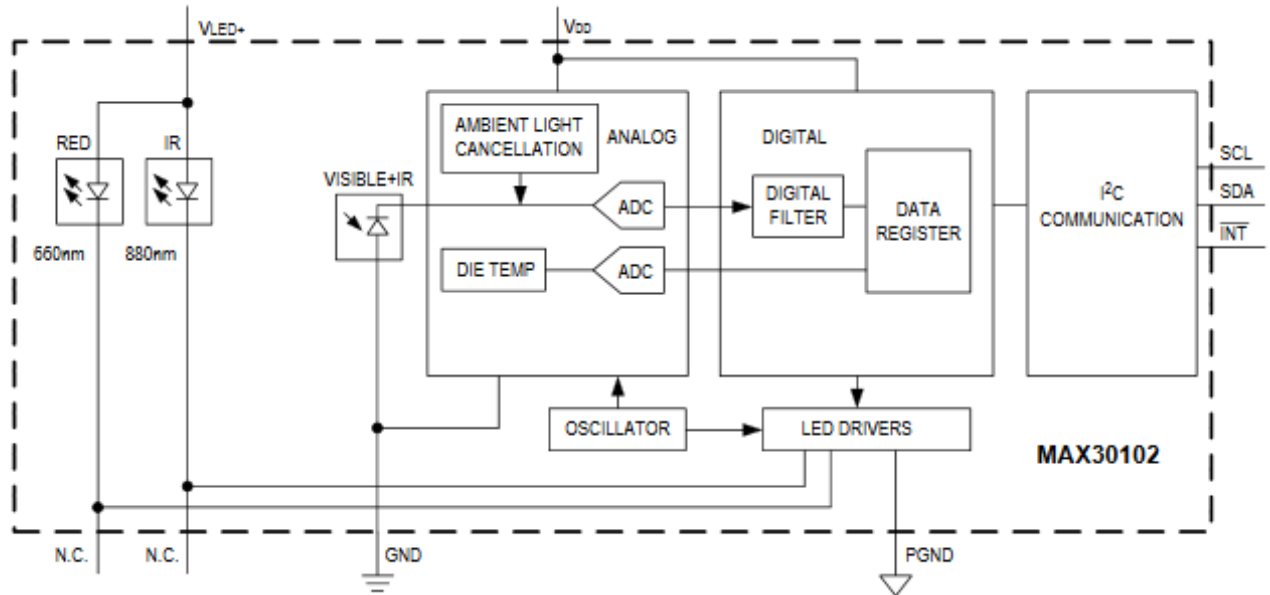 VLED+
VDD
RED
IR
660nm
880nm
VISIBLE+IR
AMBIENT LIGHT
CANCELLATION
ANALOG
ADC
DIE TEMP
ADC
DIGITAL
DIGITAL
FILTER
DATA
REGISTER
I²C
COMMUNICATION
SCL
SDA
INT
OSCILLATOR
LED DRIVERS
MAX30102
N.C.
N.C.
GND
PGND